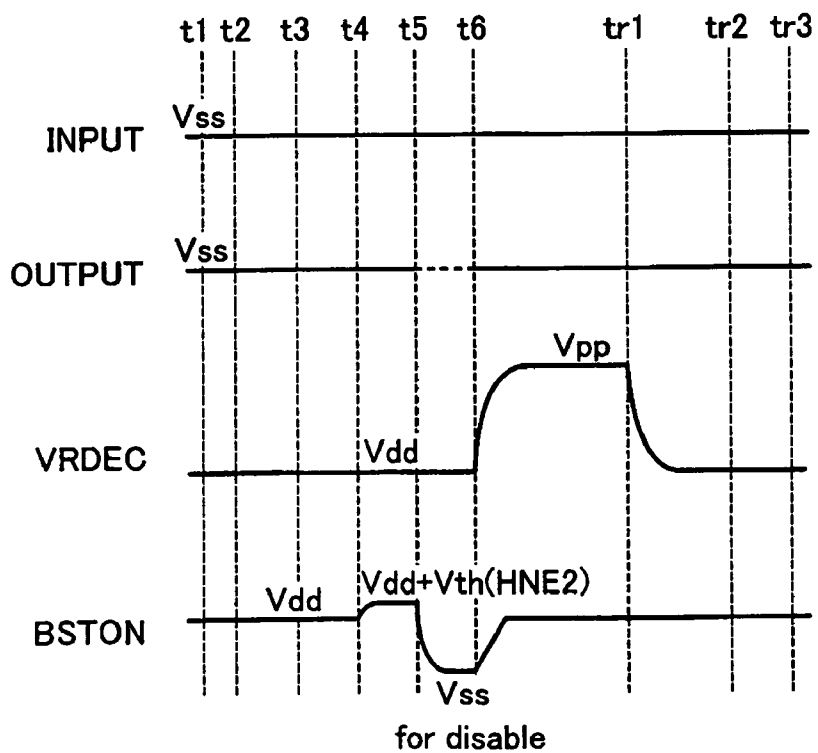 t1 t2 t3 t4 t5 t6 tr1 tr2 tr3
Vss
INPUT
Vss
OUTPUT
Vpp
VRDEC
Vdd
Vdd+Vth(HNE2)
Vdd
BSTON
Vss
for disable